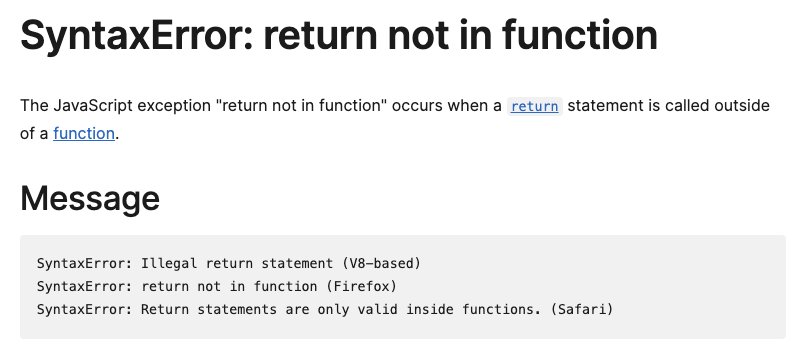 SyntaxError: return not in function
The JavaScript exception "return not in function" occurs when a return statement is called outside
of a function.
Message
SyntaxError: Illegal return statement (V8-based)
SyntaxError: return not in function (Firefox)
SyntaxError: Return statements are only valid inside functions. (Safari)